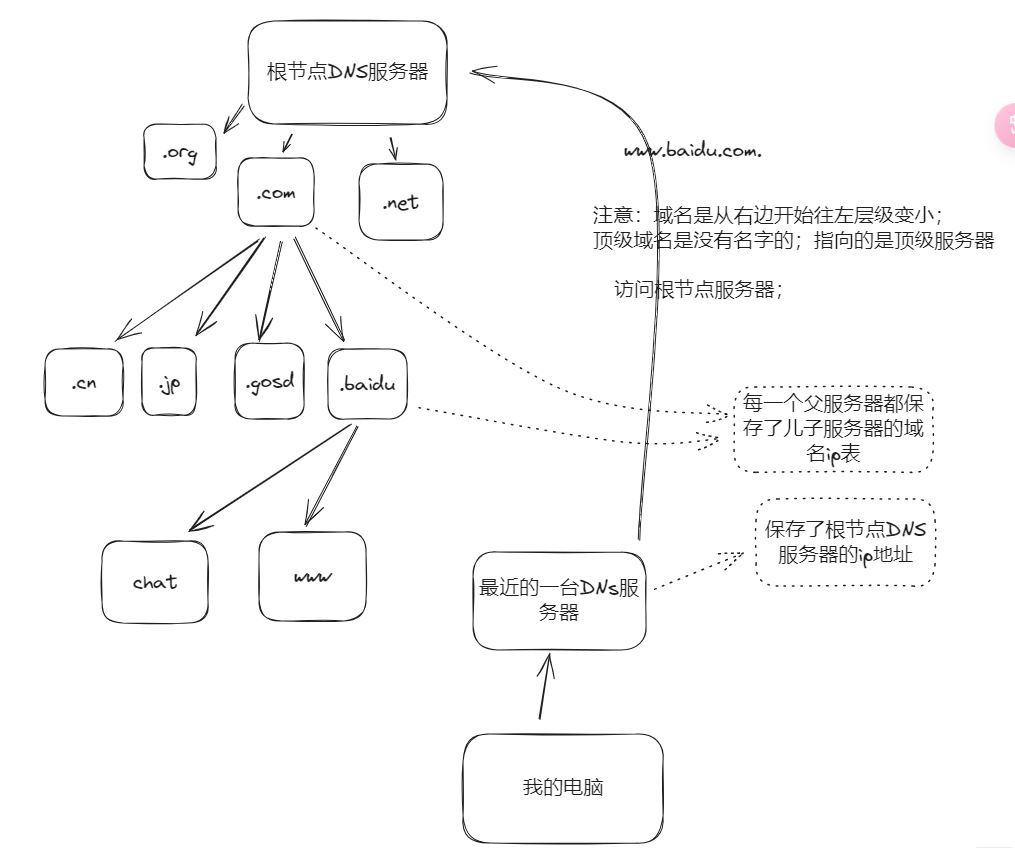 根节点DNS服务器
.org
.com
.net
www.baidu.com.
注意：域名是从右边开始往左层级变小；
顶级域名是没有名字的；指向的是顶级服务器
访问根节点服务器；
.cn
.jp
.gosd
.baidu
每一个父服务器都保
存了儿子服务器的域
名ip表
保存了根节点DNS
服务器的ip地址
chat
www
最近的一台DNs服
务器
我的电脑